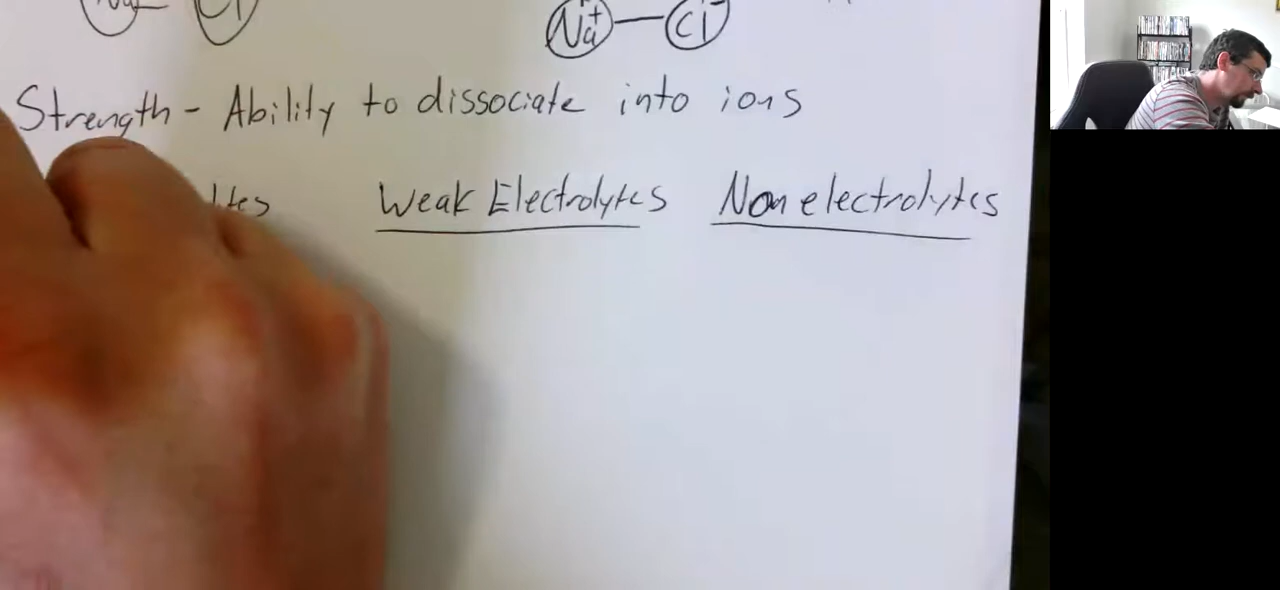 Na+ — Cl-
Strength - Ability to dissociate into ions
Weak Electrolytes Nonelectrolytes